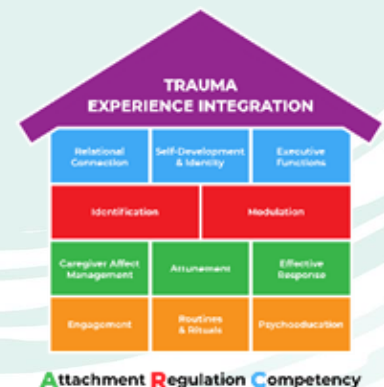 TRAUMA
EXPERIENCE INTEGRATION
Relational
Connection
Self-Development
& Identity
Executive
Functions
Identification
Modulation
Caregiver Affect
Management
Attunement
Effective
Response
Engagement
Routines
& Rituals
Psychoeducation
Attachment Regulation Competency